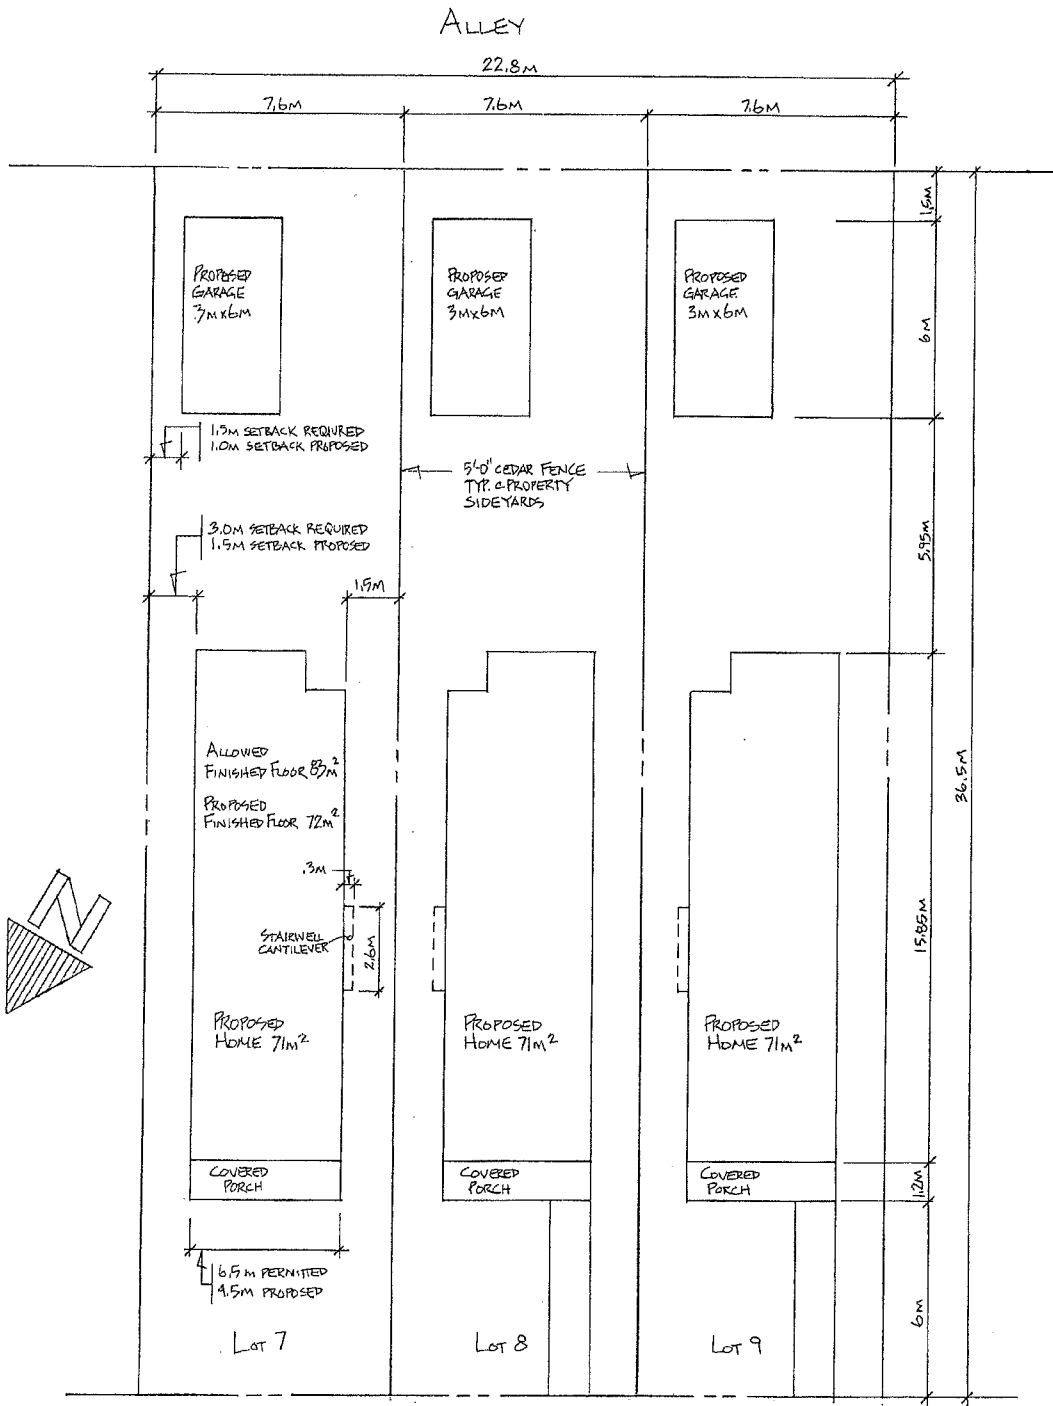 ALLEY
22.8M
7.6M
7.6M
7.6M
1.5M
PROPOSED
GARAGE
3M X 6M
PROPOSED
GARAGE
3M X 6M
PROPOSED
GARAGE
3M X 6M
6M
1.5M SETBACK REQUIRED
1.0M SETBACK PROPOSED
5'-0" CEDAR FENCE
TYP. @ PROPERTY
SIDEYARDS
3.0M SETBACK REQUIRED
1.5M SETBACK PROPOSED
5.95M
1.5M
ALLOWED
FINISHED FLOOR 83M²
PROPOSED
FINISHED FLOOR 72M²
36.5M
.3M
STAIRWELL
CANTILEVER
2.6M
15.85M
N
PROPOSED
HOME 71M²
PROPOSED
HOME 71M²
PROPOSED
HOME 71M²
COVERED
PORCH
COVERED
PORCH
COVERED
PORCH
1.2M
6.5M PERMITTED
4.5M PROPOSED
6M
LOT 7
LOT 8
LOT 9